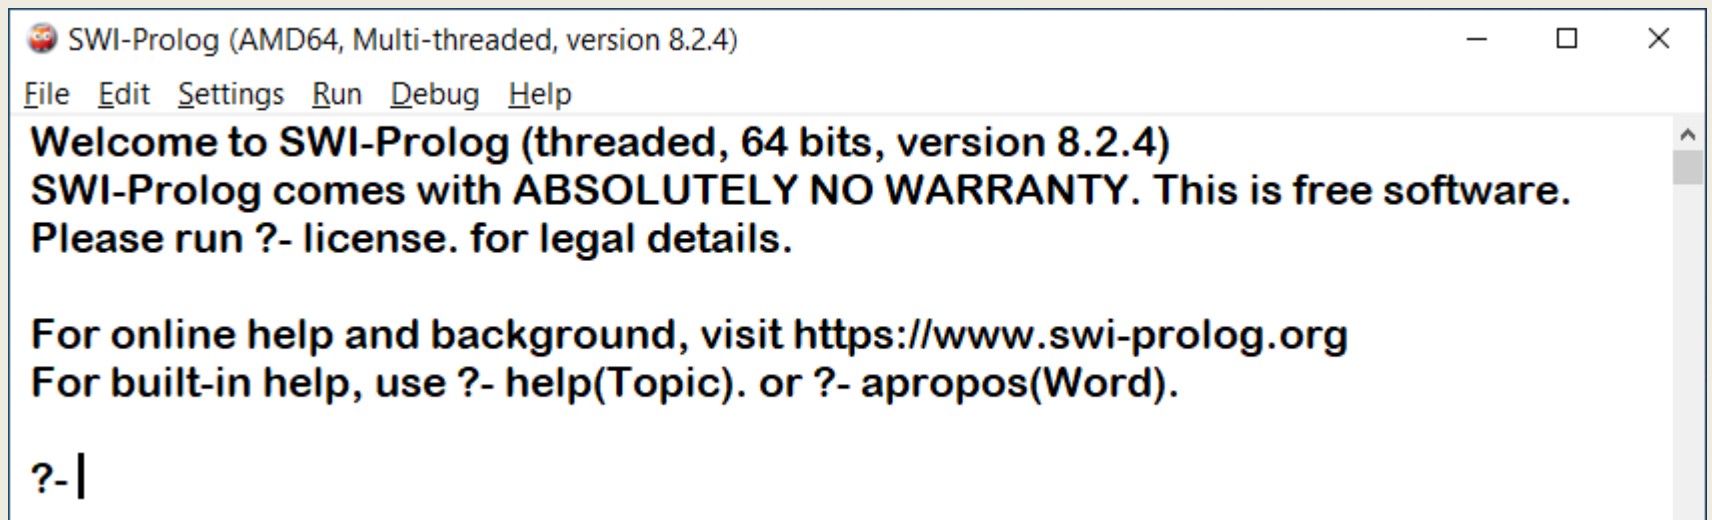 SWI-Prolog (AMD64, Multi-threaded, version 8.2.4)
File Edit Settings Run Debug Help
Welcome to SWI-Prolog (threaded, 64 bits, version 8.2.4)
SWI-Prolog comes with ABSOLUTELY NO WARRANTY. This is free software.
Please run ?- license. for legal details.
For online help and background, visit https://www.swi-prolog.org
For built-in help, use ?- help(Topic). or ?- apropos(Word).
?-